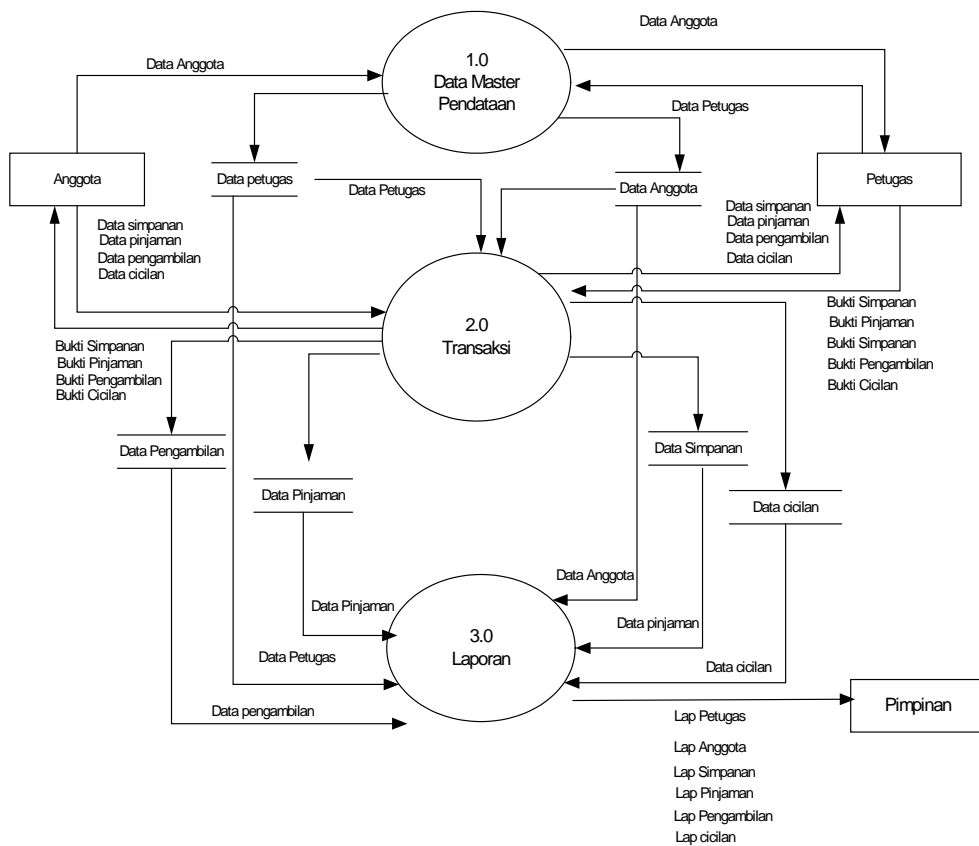 Data Anggota
1.0
Data Master
Pendataan
Data Anggota
Data Petugas
Anggota
Data petugas
Data Petugas
Data Anggota
Petugas
Data simpanan
Data pinjaman
Data pengambilan
Data cicilan
Data simpanan
Data pinjaman
Data pengambilan
Data cicilan
2.0
Transaksi
Bukti Simpanan
Bukti Pinjaman
Bukti Pengambilan
Bukti Cicilan
Bukti Simpanan
Bukti Pinjaman
Bukti Simpanan
Bukti Pengambilan
Bukti Cicilan
Data Pengambilan
Data Simpanan
Data Pinjaman
Data cicilan
Data Anggota
Data Pinjaman
Data pinjaman
3.0
Laporan
Data Petugas
Data cicilan
Data pengambilan
Pimpinan
Lap Petugas
Lap Anggota
Lap Simpanan
Lap Pinjaman
Lap Pengambilan
Lap cicilan